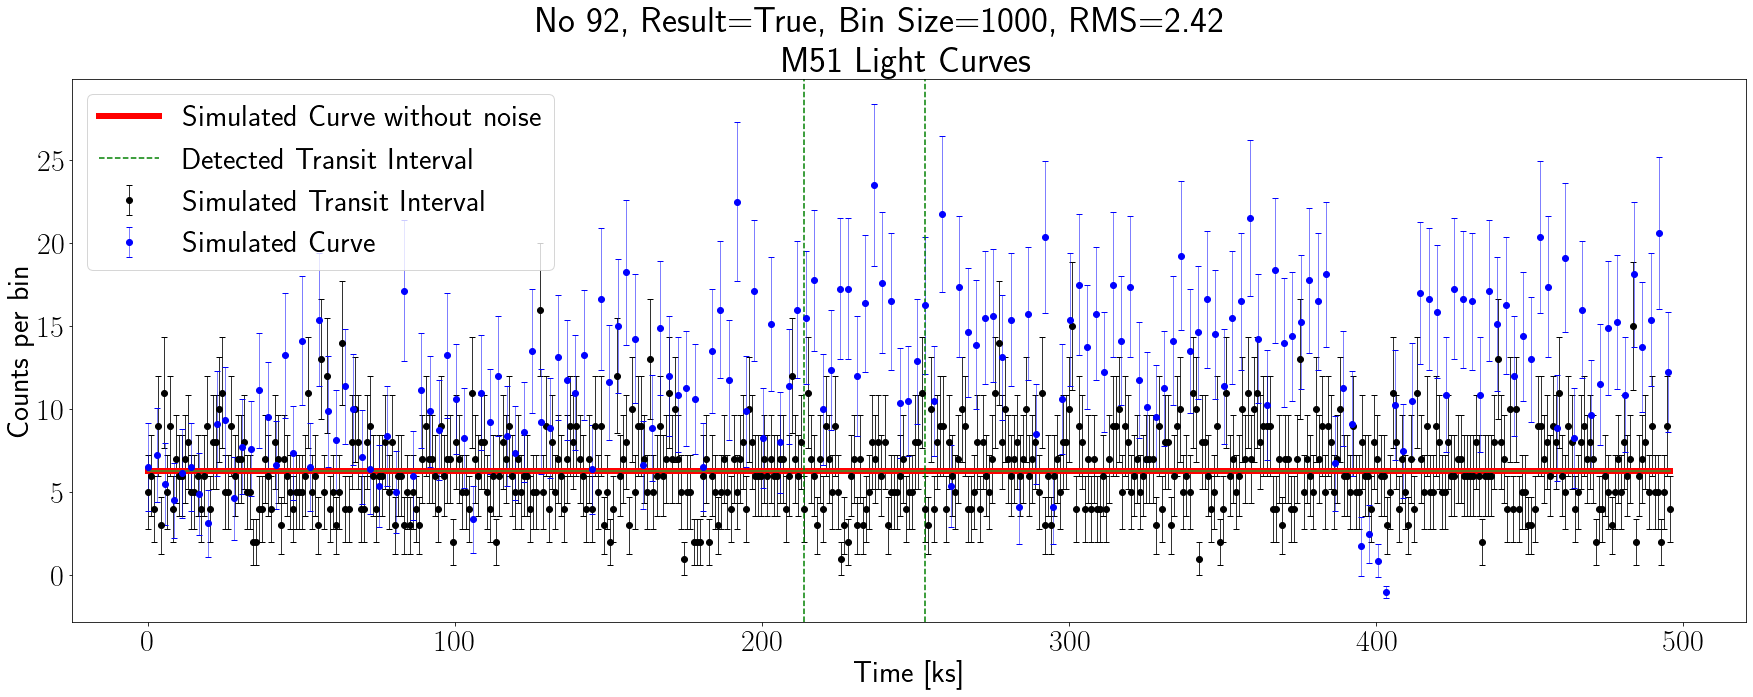 No 92, Result=True, Bin Size=1000, RMS=2.42
M51 Light Curves
Simulated Curve without noise
Detected Transit Interval
Simulated Transit Interval
Simulated Curve
Counts per bin
25
20
15
10
5
0
0 100 200 300 400 500
Time [ks]